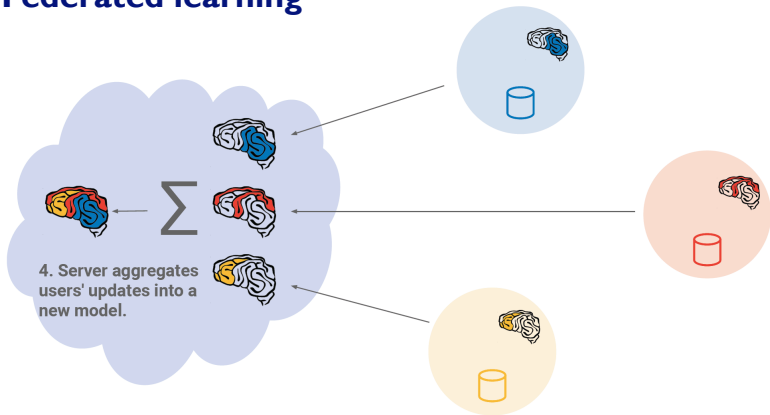 Federated learning
∑
4. Server aggregates
users' updates into a
new model.